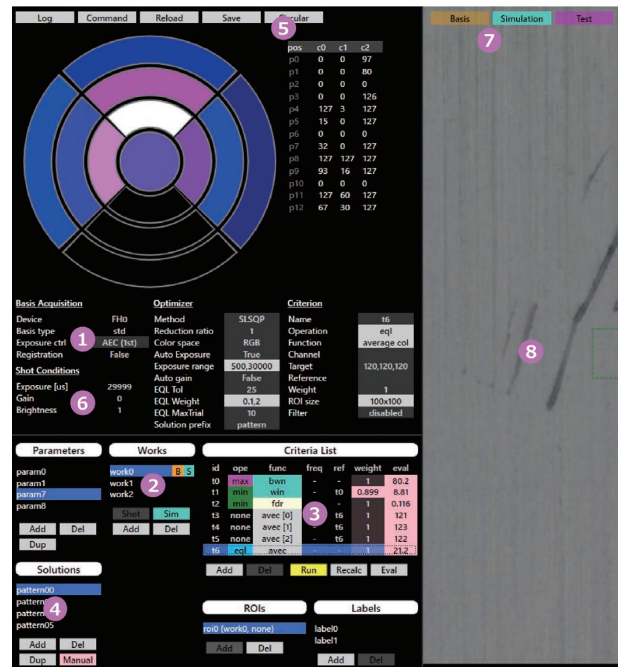 Log Command Reload Save
5
pos c0 c1 c2
p0 0 0 97
p1 0 0 80
p2 0 0 0
p3 0 0 126
p4 127 3 127
p5 15 0 127
p6 0 0 0
p7 32 0 127
p8 127 127 127
p9 93 16 127
p10 0 0 0
p11 127 60 127
p12 67 30 127
Basis Simulation Test
7
8
Basis Acquisition
Device FH0
Basis type std
Exposure ctrl 1 AEC (1st)
Registration False
Shot Conditions
Exposure [us] 29999
Gain 6 0
Brightness 1
Optimizer
Method SLSQP
Reduction ratio 1
Color space RGB
Auto Exposure True
Exposure range 500,30000
Auto gain False
EQL Tol 25
EQL Weight 0.1,2
EQL MaxTrial 10
Solution prefix pattern
Criterion
Name t6
Operation eql
Function average col
Channel
Target 120,120,120
Reference
Weight 1
ROI size 100x100
Filter disabled
Parameters
param0
param1
param7
param8
Add Del
Dup
Works
work0 B S
work1 2
work2
Shot Sim
Add Del
Criteria List
id ope func freq ref weight eval
t0 max bwn - - 1 80.2
t1 min win - t0 0.899 8.81
t2 min fdr - - 1 0.116
t3 none avec [0] 3 t6 1 121
t4 none avec [1] - t6 1 123
t5 none avec [2] - t6 1 122
t6 eql avec - - 1 21.2
Add Del Run Recalc Eval
Solutions
pattern00
4
pattern05
Add Del
Dup Manual
ROIs
roi0 (work0, none)
Add Del
Labels
label0
label1
Add Del